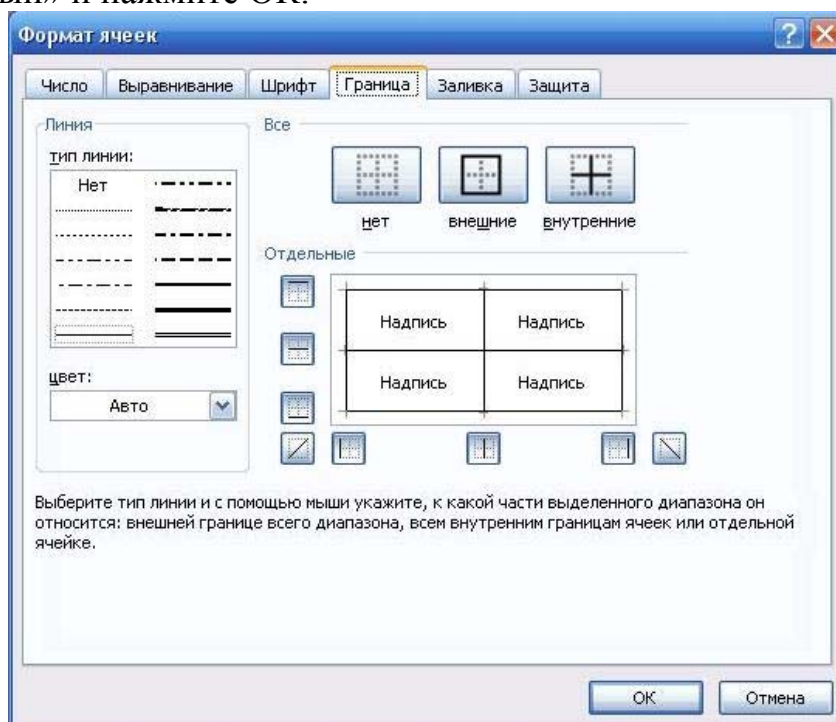 и нажмите ОК.
Формат ячеек
Число Выравнивание Шрифт Граница Заливка Защита
Линия
тип линии:
Нет
цвет:
Авто
Все
нет внешние внутренние
Отдельные
Надпись Надпись
Надпись Надпись
Выберите тип линии и с помощью мыши укажите, к какой части выделенного диапазона он
относится: внешней границе всего диапазона, всем внутренним границам ячеек или отдельной
ячейке.
ОК Отмена